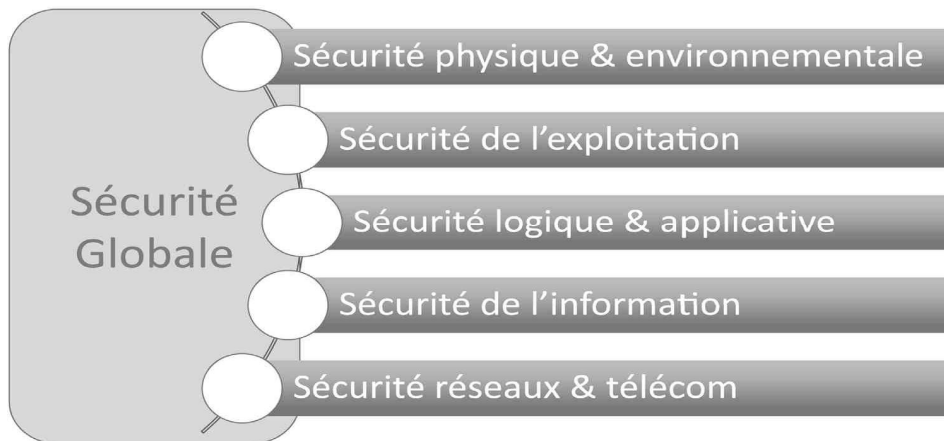 Sécurité
Globale
Sécurité physique & environnementale
Sécurité de l’exploitation
Sécurité logique & applicative
Sécurité de l’information
Sécurité réseaux & télécom